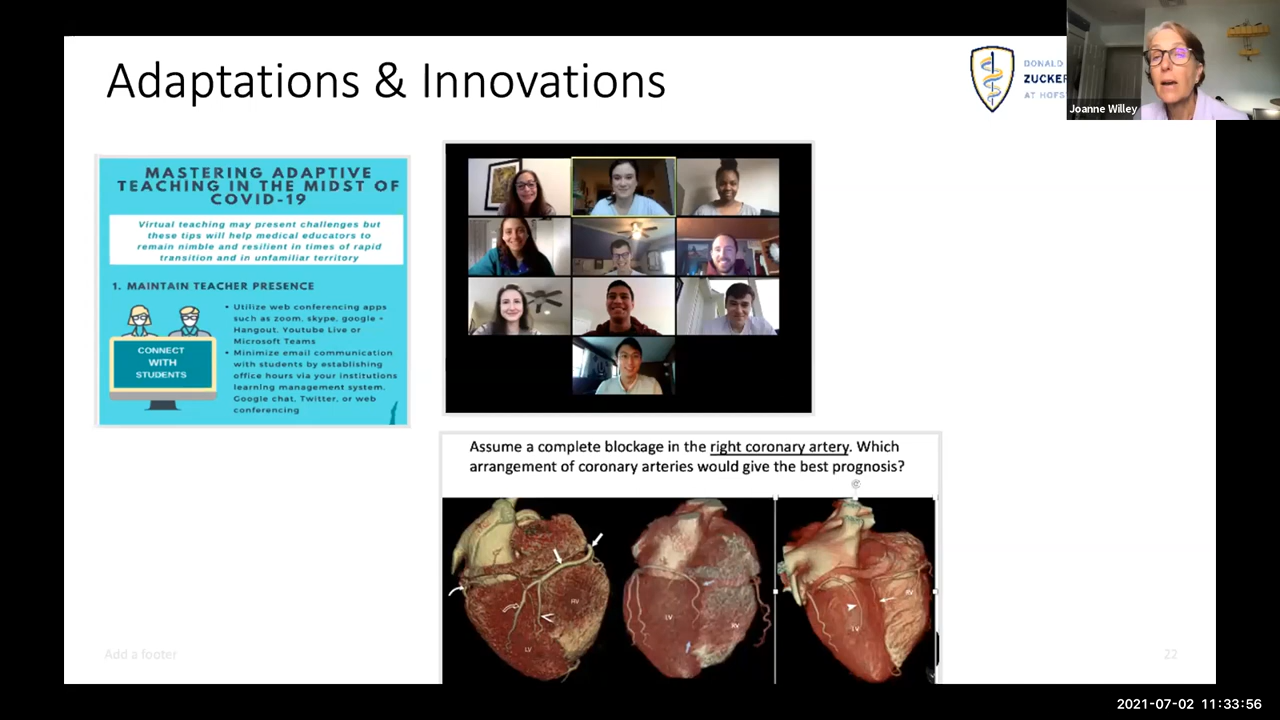 Adaptations & Innovations
DONALD
ZUCKER
AT HOFS
Joanne Willey
MASTERING ADAPTIVE
TEACHING IN THE MIDST OF
COVID-19
Virtual teaching may present challenges but
these tips will help medical educators to
remain nimble and resilient in times of rapid
transition and in unfamiliar territory
1. MAINTAIN TEACHER PRESENCE
CONNECT
WITH
STUDENTS
• Utilize web conferencing apps
such as zoom, skype, google -
Hangout, Youtube Live or
Microsoft Teams
• Minimize email communication
with students by establishing
office hours via your institutions
learning management system,
Google chat, Twitter, or web
conferencing
Assume a complete blockage in the right coronary artery. Which
arrangement of coronary arteries would give the best prognosis?
RV
LV
LV
RV
RV
LV
Add a footer
22
2021-07-02 11:33:56